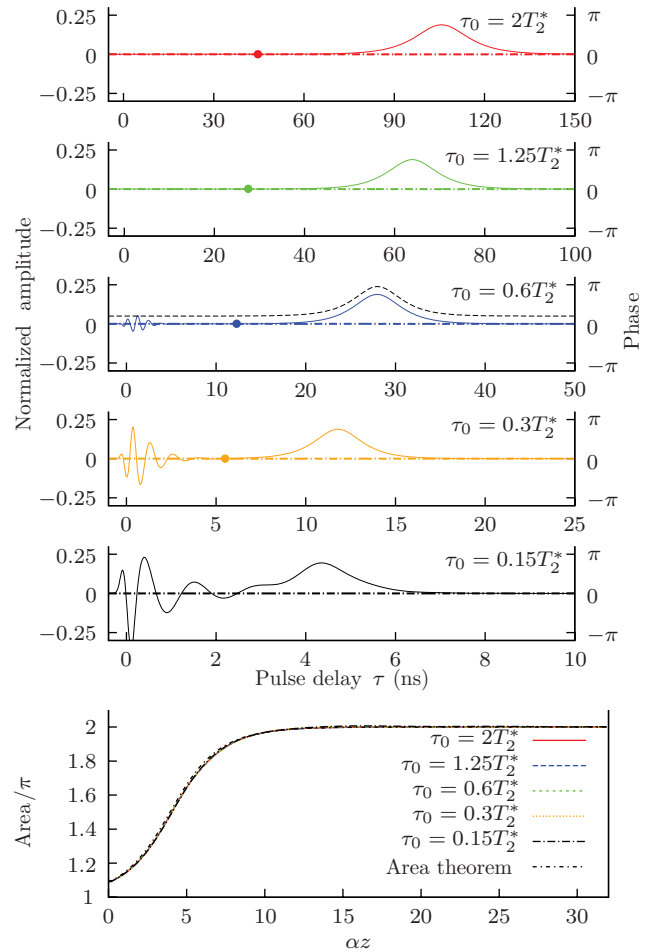 0.25 τ₀ = 2T₂* π
0 0
−0.25 −π
0 30 60 90 120 150
0.25 τ₀ = 1.25T₂* π
0 0
−0.25 −π
0 20 40 60 80 100
0.25 τ₀ = 0.6T₂* π
0 0
−0.25 −π
0 10 20 30 40 50
0.25 τ₀ = 0.3T₂* π
0 0
−0.25 −π
0 5 10 15 20 25
0.25 τ₀ = 0.15T₂* π
0 0
−0.25 −π
0 2 4 6 8 10
Normalized amplitude
Phase
Pulse delay τ (ns)
2
1.8
1.6
1.4
1.2
1
Area/π
τ₀ = 2T₂*
τ₀ = 1.25T₂*
τ₀ = 0.6T₂*
τ₀ = 0.3T₂*
τ₀ = 0.15T₂*
Area theorem
0 5 10 15 20 25 30
αz